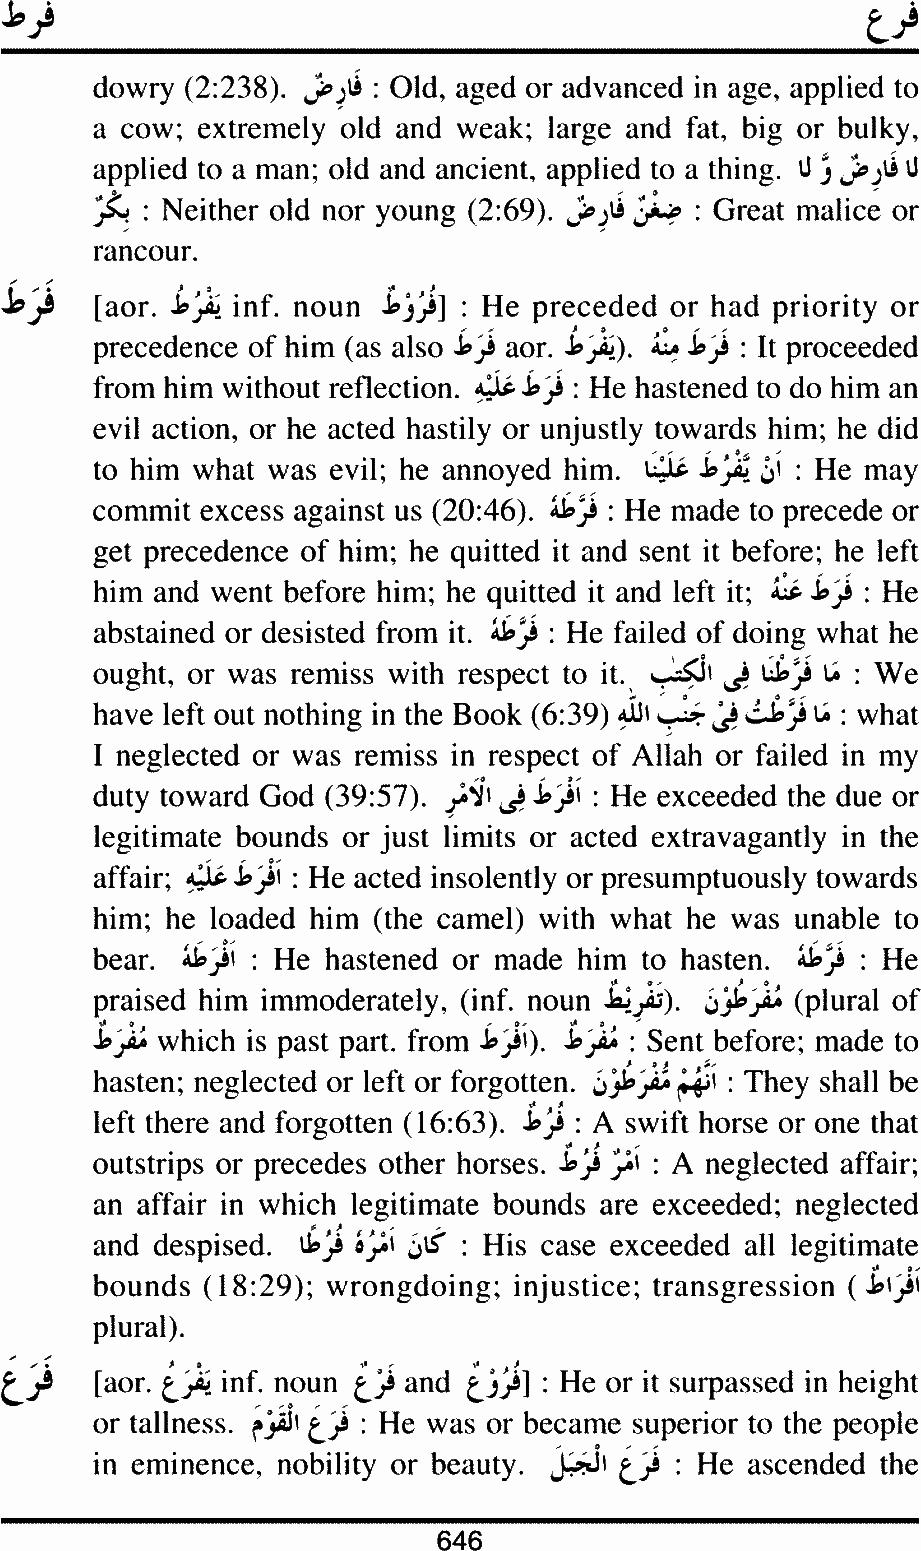 فرط فرع
dowry (2:238). فَارِضٌ : Old, aged or advanced in age, applied to
a cow; extremely old and weak; large and fat, big or bulky,
applied to a man; old and ancient, applied to a thing. لَا فَارِضٌ وَّ لَا
بِكْرٌ : Neither old nor young (2:69). ضِغْنٌ فَارِضٌ : Great malice or
rancour.
فَرَطَ [aor. يَفْرُطُ inf. noun فُرُوْطٌ] : He preceded or had priority or
precedence of him (as also فَرَطَ aor. يَفْرَطُ). فَرَطَ مِنْهُ : It proceeded
from him without reflection. فَرَطَ عَلَيْهِ : He hastened to do him an
evil action, or he acted hastily or unjustly towards him; he did
to him what was evil; he annoyed him. اَنْ يَّفْرُطَ عَلَيْنَا : He may
commit excess against us (20:46). فَرَّطَهُ : He made to precede or
get precedence of him; he quitted it and sent it before; he left
him and went before him; he quitted it and left it; فَرَطَ عَنْهُ : He
abstained or desisted from it. فَرَّطَهُ : He failed of doing what he
ought, or was remiss with respect to it. مَا فَرَّطْنَا فِى الْكِتٰبِ : We
have left out nothing in the Book (6:39) مَا فَرَّطْتُ فِىْ جَنْبِ اللّٰهِ : what
I neglected or was remiss in respect of Allah or failed in my
duty toward God (39:57). اَفْرَطَ فِى الْاَمْرِ : He exceeded the due or
legitimate bounds or just limits or acted extravagantly in the
affair; اَفْرَطَ عَلَيْهِ : He acted insolently or presumptuously towards
him; he loaded him (the camel) with what he was unable to
bear. اَفْرَطَهُ : He hastened or made him to hasten. فَرَّطَهُ : He
praised him immoderately, (inf. noun تَفْرِيْطٌ). مُفْرَطُوْنَ (plural of
مُفْرَطٌ which is past part. from اَفْرَطَ). مُفْرَطٌ : Sent before; made to
hasten; neglected or left or forgotten. اَنَّهُمْ مُفْرَطُوْنَ : They shall be
left there and forgotten (16:63). فُرُطٌ : A swift horse or one that
outstrips or precedes other horses. اَمْرٌ فُرُطٌ : A neglected affair;
an affair in which legitimate bounds are exceeded; neglected
and despised. كَانَ اَمْرُهُ فُرُطًا : His case exceeded all legitimate
bounds (18:29); wrongdoing; injustice; transgression ( اَفْرَاطٌ
plural).
فَرَعَ [aor. يَفْرَعُ inf. noun فَرْعٌ and فُرُوْعٌ] : He or it surpassed in height
or tallness. فَرَعَ الْقَوْمَ : He was or became superior to the people
in eminence, nobility or beauty. فَرَعَ الْجَبَلَ : He ascended the
646